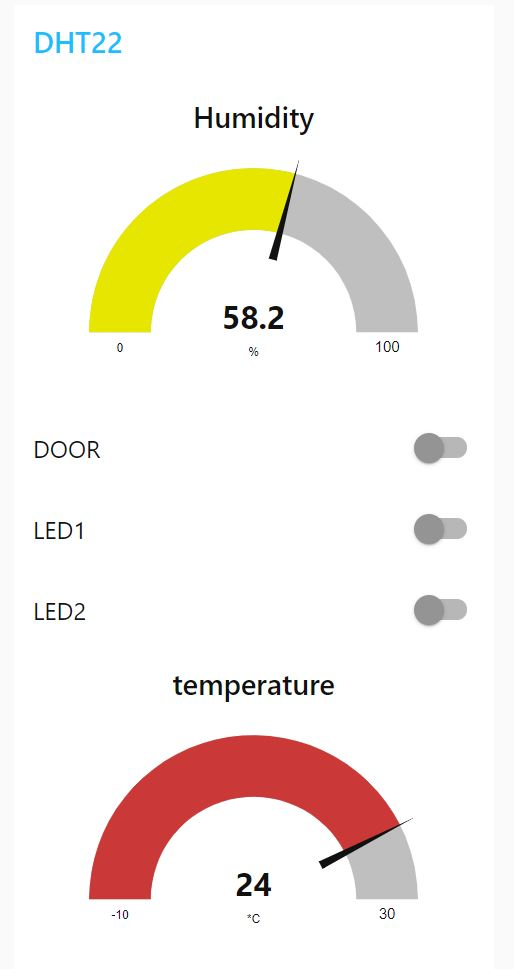 DHT22
Humidity
58.2
0
%
100
DOOR
LED1
LED2
temperature
24
-10
*C
30